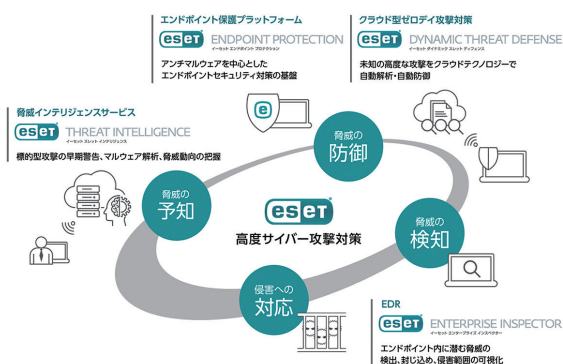 エンドポイント保護プラットフォーム
eset ENDPOINT PROTECTION
イーセット エンドポイント プロテクション
アンチマルウェアを中心とした
エンドポイントセキュリティ対策の基盤
クラウド型ゼロデイ攻撃対策
eset DYNAMIC THREAT DEFENSE
イーセット ダイナミック スレット ディフェンス
未知の高度な攻撃をクラウドテクノロジーで
自動解析・自動防御
脅威インテリジェンスサービス
eset THREAT INTELLIGENCE
イーセット スレット インテリジェンス
標的型攻撃の早期警告、マルウェア解析、脅威動向の把握
e
脅威の
防御
脅威の
予知
eset
高度サイバー攻撃対策
脅威の
検知
侵害への
対応
EDR
eset ENTERPRISE INSPECTOR
イーセット エンタープライズ インスペクター
エンドポイント内に潜む脅威の
検出、封じ込め、侵害範囲の可視化